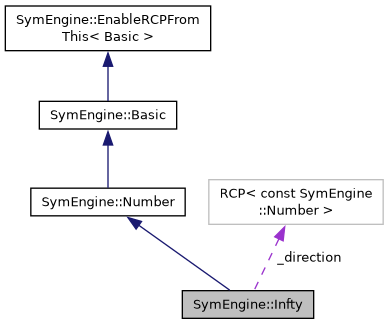 SymEngine::EnableRCPFrom
This< Basic >
SymEngine::Basic
SymEngine::Number
RCP< const SymEngine
::Number >
_direction
SymEngine::Infty